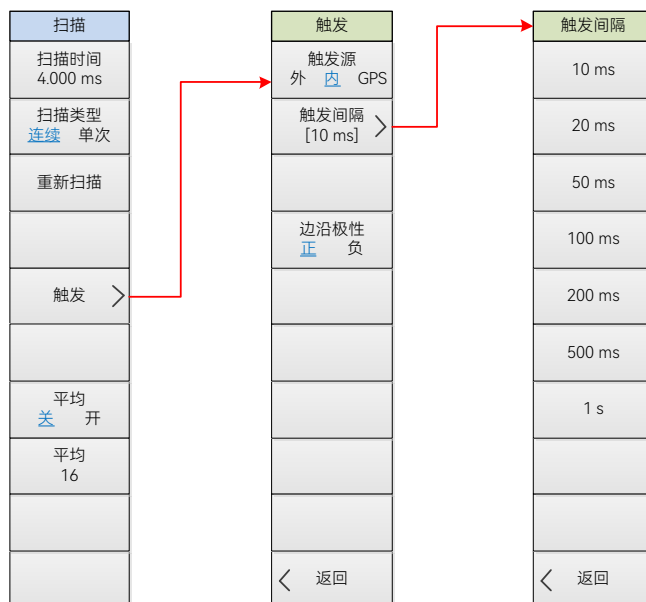 扫描
扫描时间
4.000 ms
扫描类型
连续 单次
重新扫描
触发
平均
关 开
平均
16
触发
触发源
外 内 GPS
触发间隔
[10 ms]
边沿极性
正 负
返回
触发间隔
10 ms
20 ms
50 ms
100 ms
200 ms
500 ms
1 s
返回